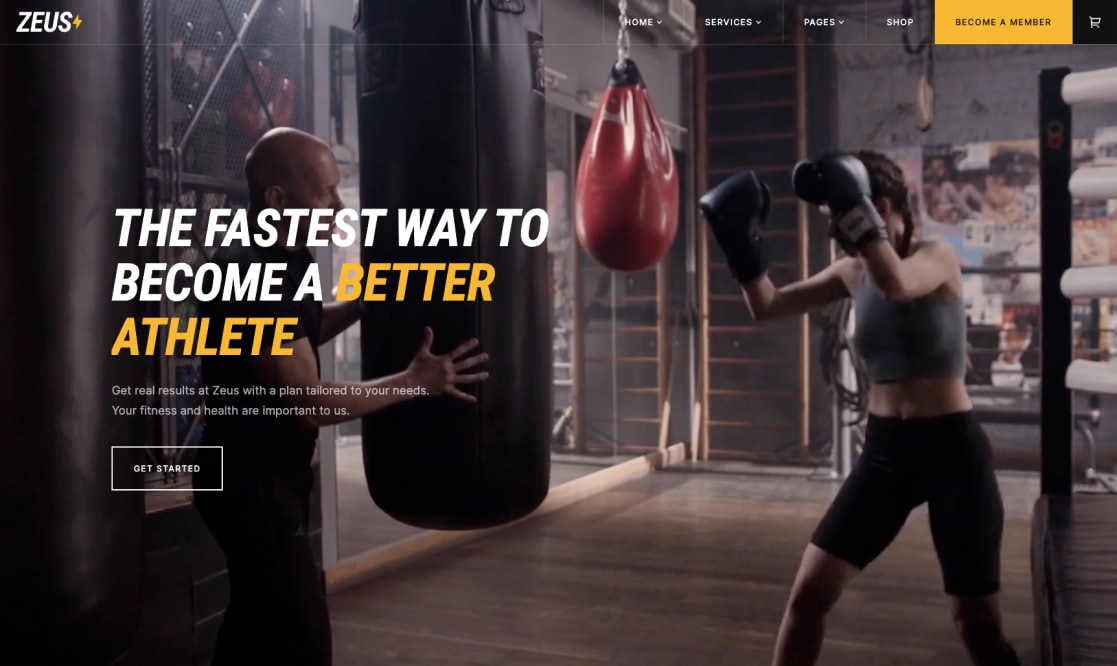 ZEUS
HOME
SERVICES
PAGES
SHOP
BECOME A MEMBER
THE FASTEST WAY TO
BECOME A BETTER
ATHLETE
Get real results at Zeus with a plan tailored to your needs.
Your fitness and health are important to us.
GET STARTED